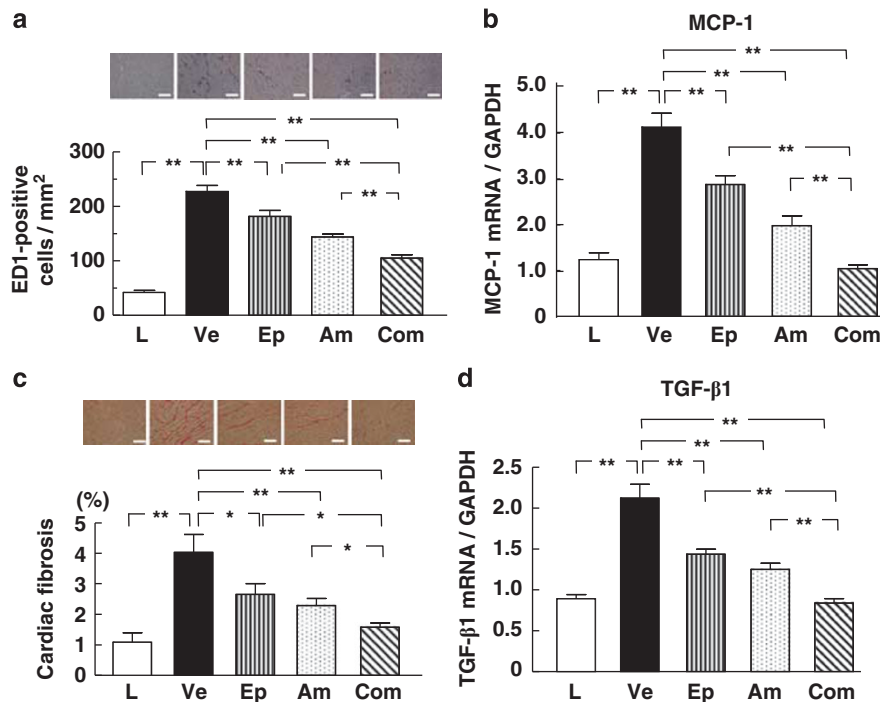 a
**
**
** ** **
**
ED1-positive
cells / mm2
300
200
100
0
L Ve Ep Am Com
b
MCP-1
**
**
** **
**
**
MCP-1 mRNA / GAPDH
5.0
4.0
3.0
2.0
1.0
0
L Ve Ep Am Com
c
**
**
** * *
*
(%)
Cardiac fibrosis
5
4
3
2
1
0
L Ve Ep Am Com
d
TGF-β1
**
**
** **
**
**
TGF-β1 mRNA / GAPDH
2.5
2.0
1.5
1.0
0.5
0
L Ve Ep Am Com